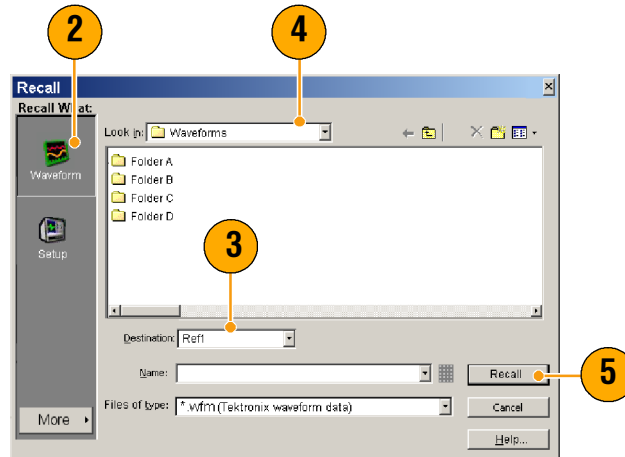 2
4
Recall
Recall What:
Look in: Waveforms
Waveform
Folder A
Folder B
Folder C
Folder D
Setup
3
Destination: Ref1
Name:
Recall
5
Files of type: *.wfm (Tektronix waveform data)
Cancel
More
Help...